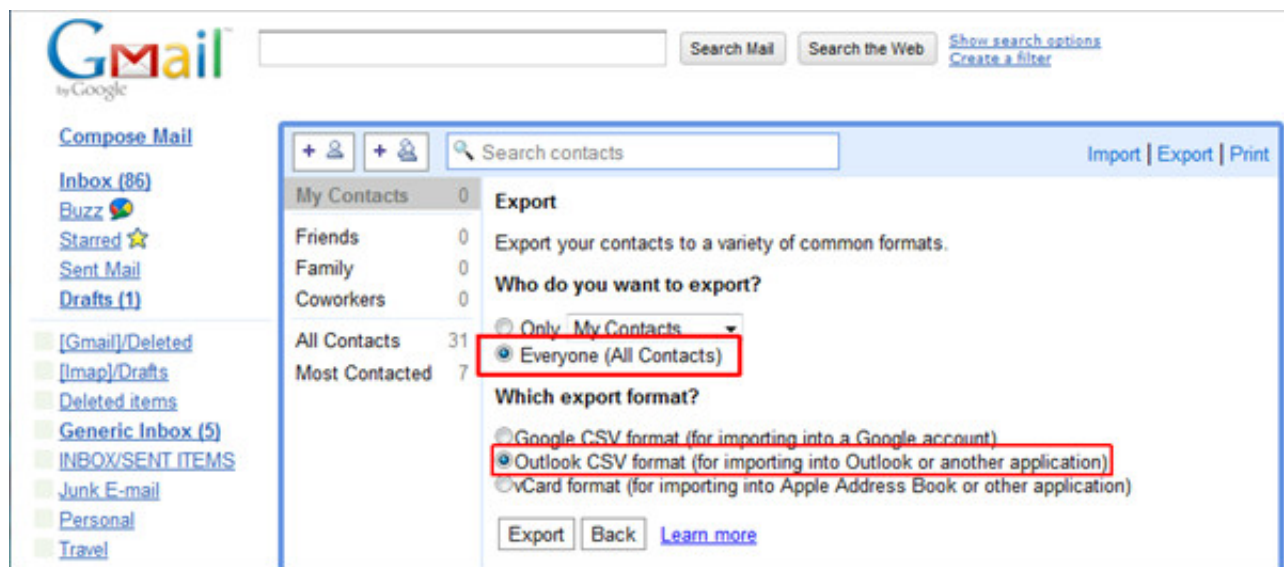 Gmail™
by Google
Search Mail
Search the Web
Show search options
Create a filter
Compose Mail
Inbox (86)
Buzz
Starred
Sent Mail
Drafts (1)
[Gmail]/Deleted
[Imap]/Drafts
Deleted items
Generic Inbox (5)
INBOX/SENT ITEMS
Junk E-mail
Personal
Travel
Search contacts
Import | Export | Print
My Contacts 0
Friends 0
Family 0
Coworkers 0
All Contacts 31
Most Contacted 7
Export
Export your contacts to a variety of common formats.
Who do you want to export?
Only My Contacts
Everyone (All Contacts)
Which export format?
Google CSV format (for importing into a Google account)
Outlook CSV format (for importing into Outlook or another application)
vCard format (for importing into Apple Address Book or other application)
Export Back Learn more